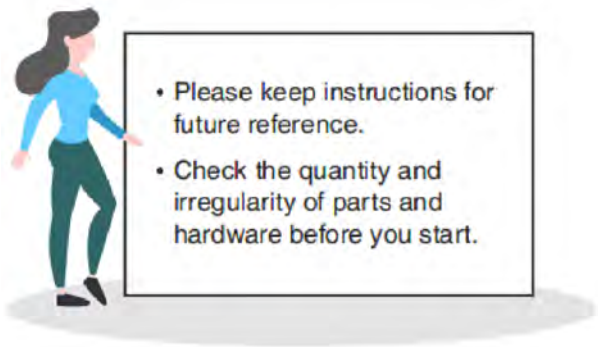 • Please keep instructions for
future reference.
• Check the quantity and
irregularity of parts and
hardware before you start.